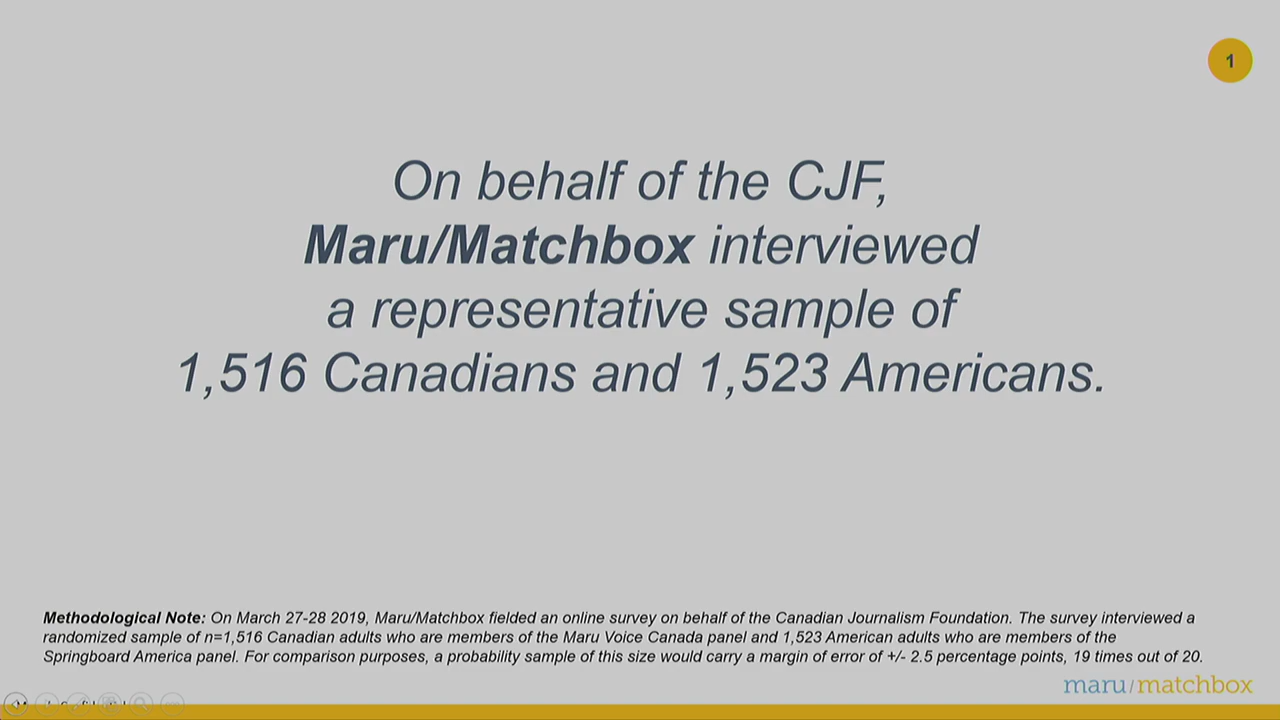 1
On behalf of the CJF,
Maru/Matchbox interviewed
a representative sample of
1,516 Canadians and 1,523 Americans.
Methodological Note: On March 27-28 2019, Maru/Matchbox fielded an online survey on behalf of the Canadian Journalism Foundation. The survey interviewed a
randomized sample of n=1,516 Canadian adults who are members of the Maru Voice Canada panel and 1,523 American adults who are members of the
Springboard America panel. For comparison purposes, a probability sample of this size would carry a margin of error of +/- 2.5 percentage points, 19 times out of 20.
maru/matchbox